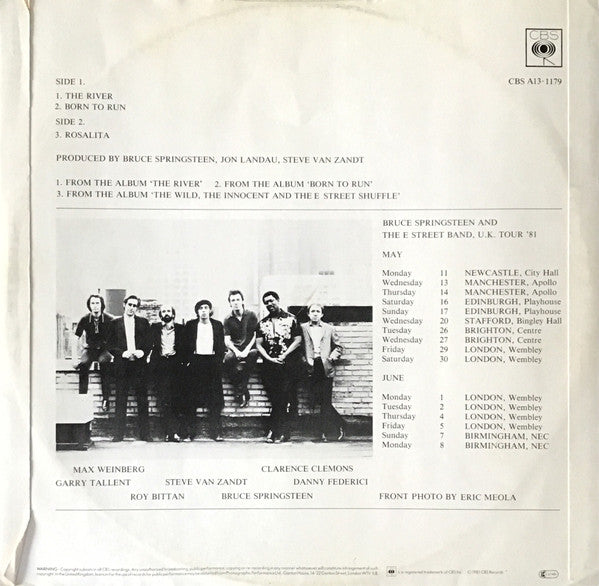 CBS
CBS A13-1179
SIDE 1.
1. THE RIVER
2. BORN TO RUN
SIDE 2.
3. ROSALITA
PRODUCED BY BRUCE SPRINGSTEEN, JON LANDAU, STEVE VAN ZANDT
1. FROM THE ALBUM ‘THE RIVER’ 2. FROM THE ALBUM ‘BORN TO RUN’
3. FROM THE ALBUM ‘THE WILD, THE INNOCENT AND THE E STREET SHUFFLE’
BRUCE SPRINGSTEEN AND
THE E STREET BAND, U.K. TOUR ’81
MAY
Monday 11 NEWCASTLE, City Hall
Wednesday 13 MANCHESTER, Apollo
Thursday 14 MANCHESTER, Apollo
Saturday 16 EDINBURGH, Playhouse
Sunday 17 EDINBURGH, Playhouse
Wednesday 20 STAFFORD, Bingley Hall
Tuesday 26 BRIGHTON, Centre
Wednesday 27 BRIGHTON, Centre
Friday 29 LONDON, Wembley
Saturday 30 LONDON, Wembley
JUNE
Monday 1 LONDON, Wembley
Tuesday 2 LONDON, Wembley
Thursday 4 LONDON, Wembley
Friday 5 LONDON, Wembley
Sunday 7 BIRMINGHAM, NEC
Monday 8 BIRMINGHAM, NEC
MAX WEINBERG CLARENCE CLEMONS
GARRY TALLENT STEVE VAN ZANDT DANNY FEDERICI
ROY BITTAN BRUCE SPRINGSTEEN FRONT PHOTO BY ERIC MEOLA